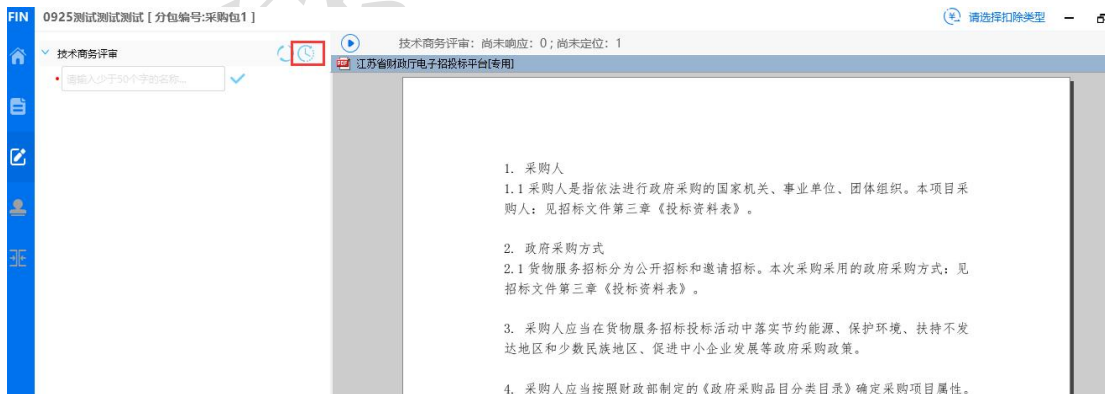 FIN 0925测试测试测试 [ 分包编号:采购包1 ] 请选择扣除类型
技术商务评审 技术商务评审：尚未响应：0；尚未定位：1
江苏省财政厅电子招投标平台[专用]
请输入少于50个字的名称...
1. 采购人
1.1 采购人是指依法进行政府采购的国家机关、事业单位、团体组织。本项目采
购人：见招标文件第三章《投标资料表》。
2. 政府采购方式
2.1 货物服务招标分为公开招标和邀请招标。本次采购采用的政府采购方式：见
招标文件第三章《投标资料表》。
3. 采购人应当在货物服务招标投标活动中落实节约能源、保护环境、扶持不发
达地区和少数民族地区、促进中小企业发展等政府采购政策。
4. 采购人应当按照财政部制定的《政府采购品目分类目录》确定采购项目属性。